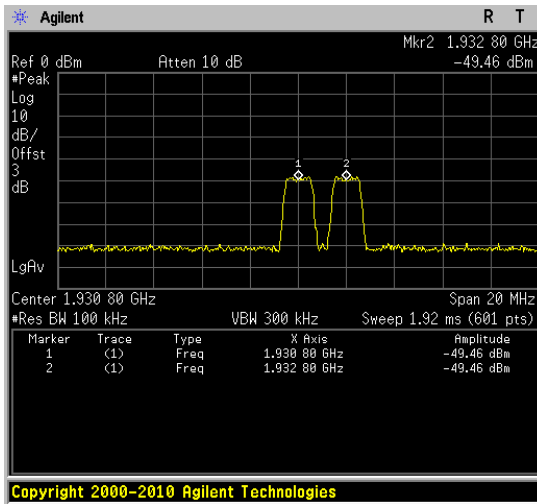 Agilent R T
Mkr2 1.932 80 GHz
Ref 0 dBm Atten 10 dB -49.46 dBm
#Peak
Log
10
dB/
Offst
3
dB
1 2
LgAv
Center 1.930 80 GHz Span 20 MHz
#Res BW 100 kHz VBW 300 kHz Sweep 1.92 ms (601 pts)
Marker Trace Type X Axis Amplitude
1 (1) Freq 1.930 80 GHz -49.46 dBm
2 (1) Freq 1.932 80 GHz -49.46 dBm
Copyright 2000-2010 Agilent Technologies